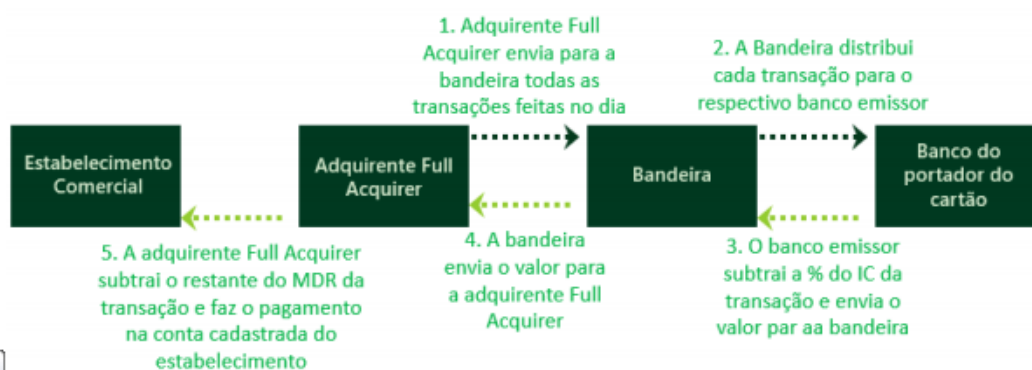 1. Adquirente Full
Acquirer envia para a
bandeira todas as
transações feitas no dia
2. A Bandeira distribui
cada transação para o
respectivo banco emissor
Estabelecimento
Comercial
Adquirente Full
Acquirer
Bandeira
Banco do
portador do
cartão
5. A adquirente Full Acquirer
subtrai o restante do MDR da
transação e faz o pagamento
na conta cadastrada do
estabelecimento
4. A bandeira
envia o valor para
a adquirente Full
Acquirer
3. O banco emissor
subtrai a % do IC da
transação e envia o
valor par aa bandeira